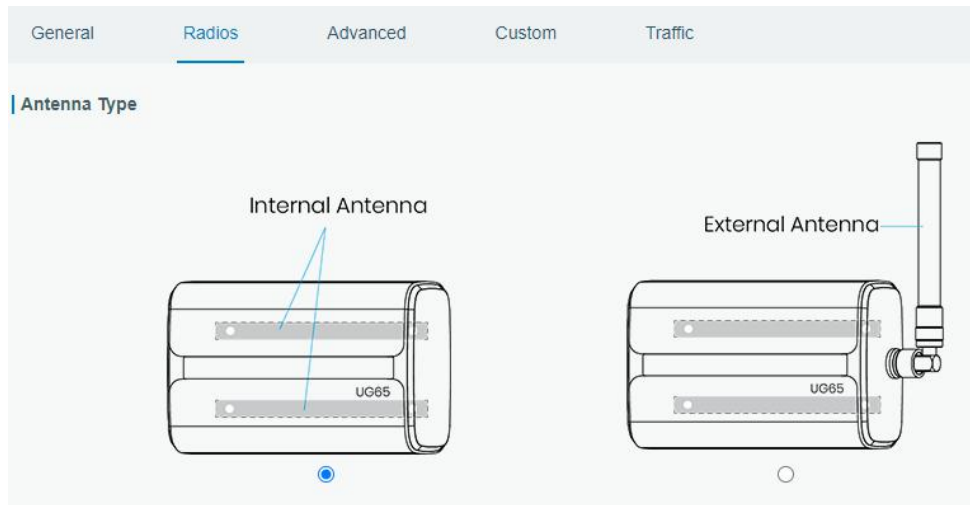 General Radios Advanced Custom Traffic
Antenna Type
Internal Antenna
External Antenna
UG65
UG65